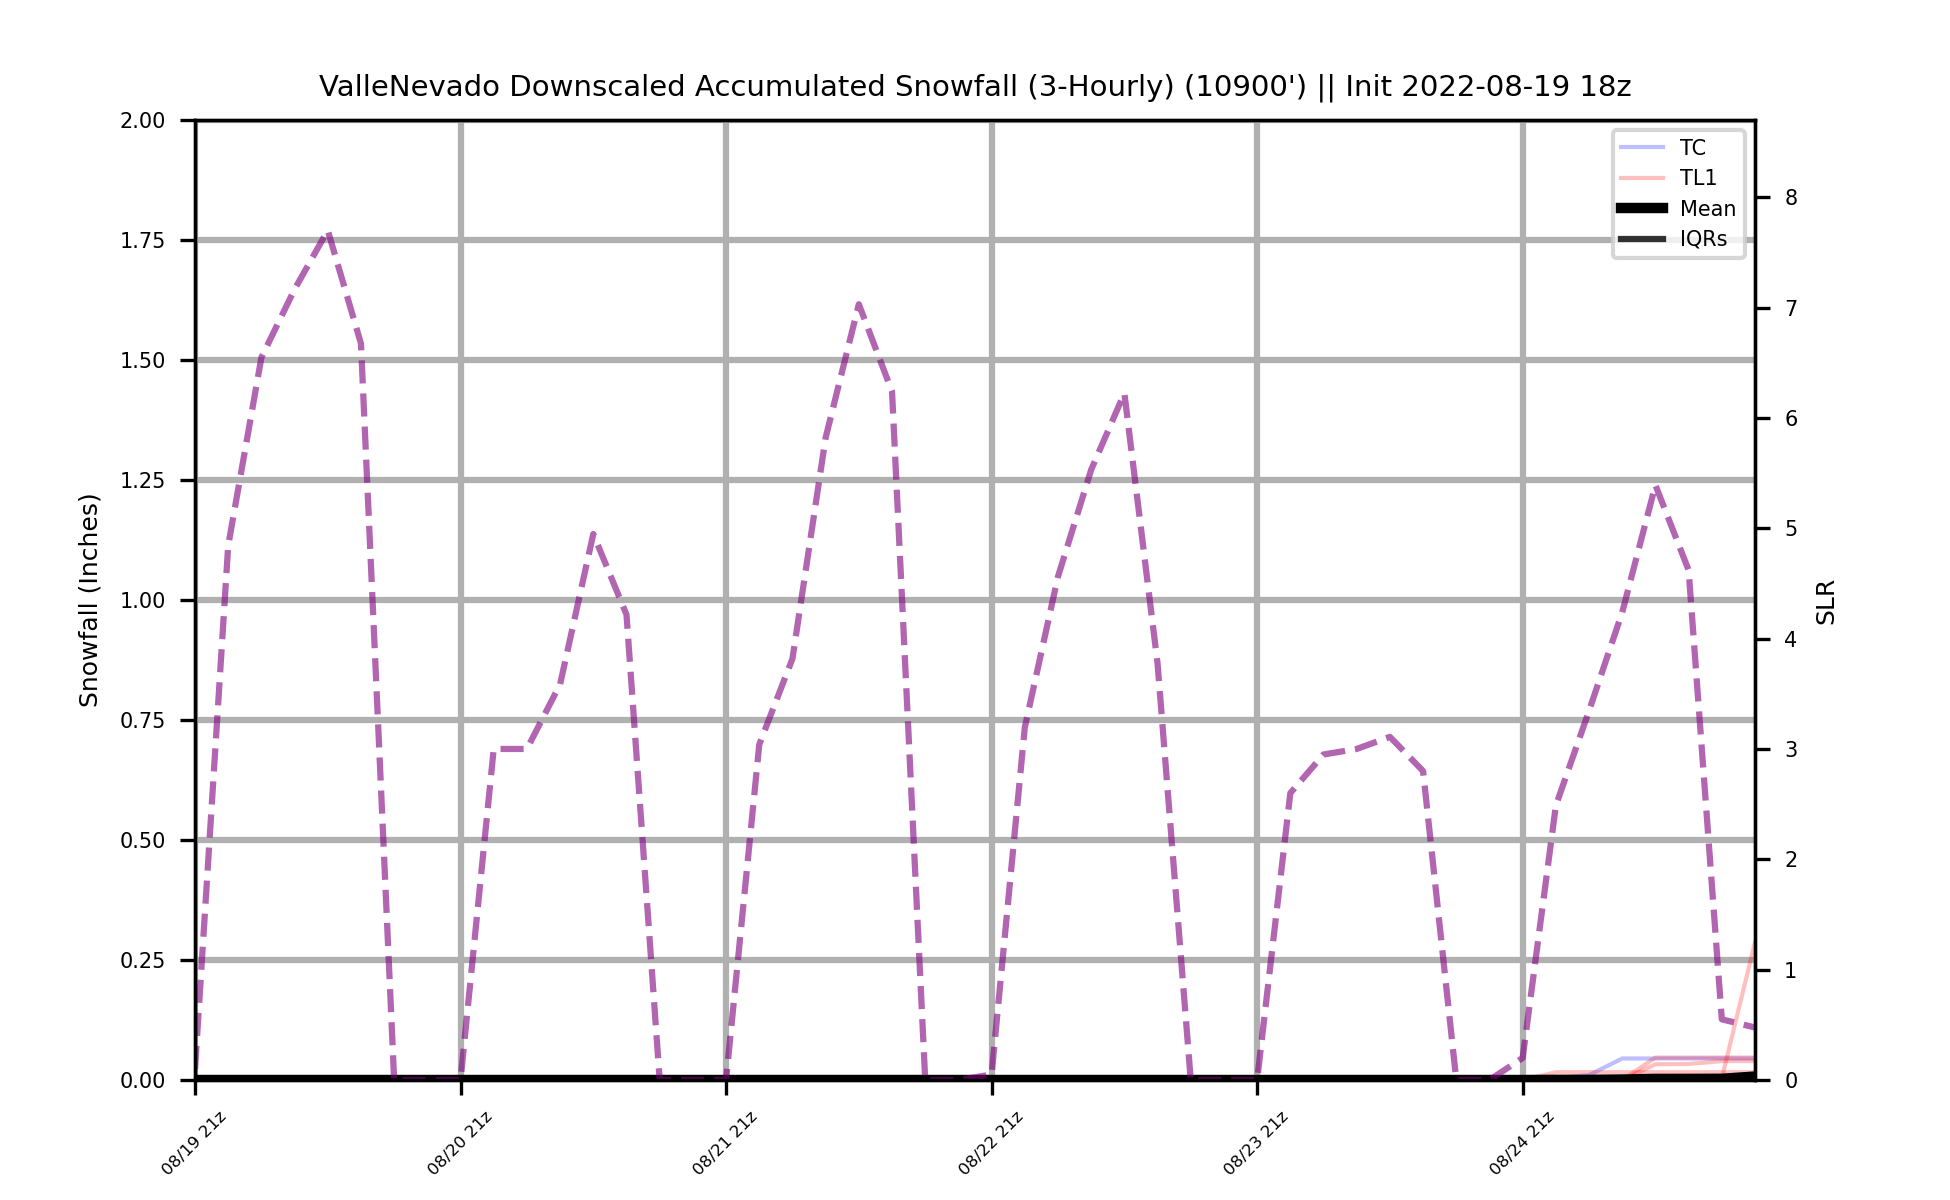 ValleNevado Downscaled Accumulated Snowfall (3-Hourly) (10900') || Init 2022-08-19 18z
2.00
1.75
1.50
1.25
1.00
0.75
0.50
0.25
0.00
Snowfall (Inches)
TC
TL1
Mean
IQRs
8
7
6
5
4
3
2
1
0
SLR
08/19 21z
08/20 21z
08/21 21z
08/22 21z
08/23 21z
08/24 21z